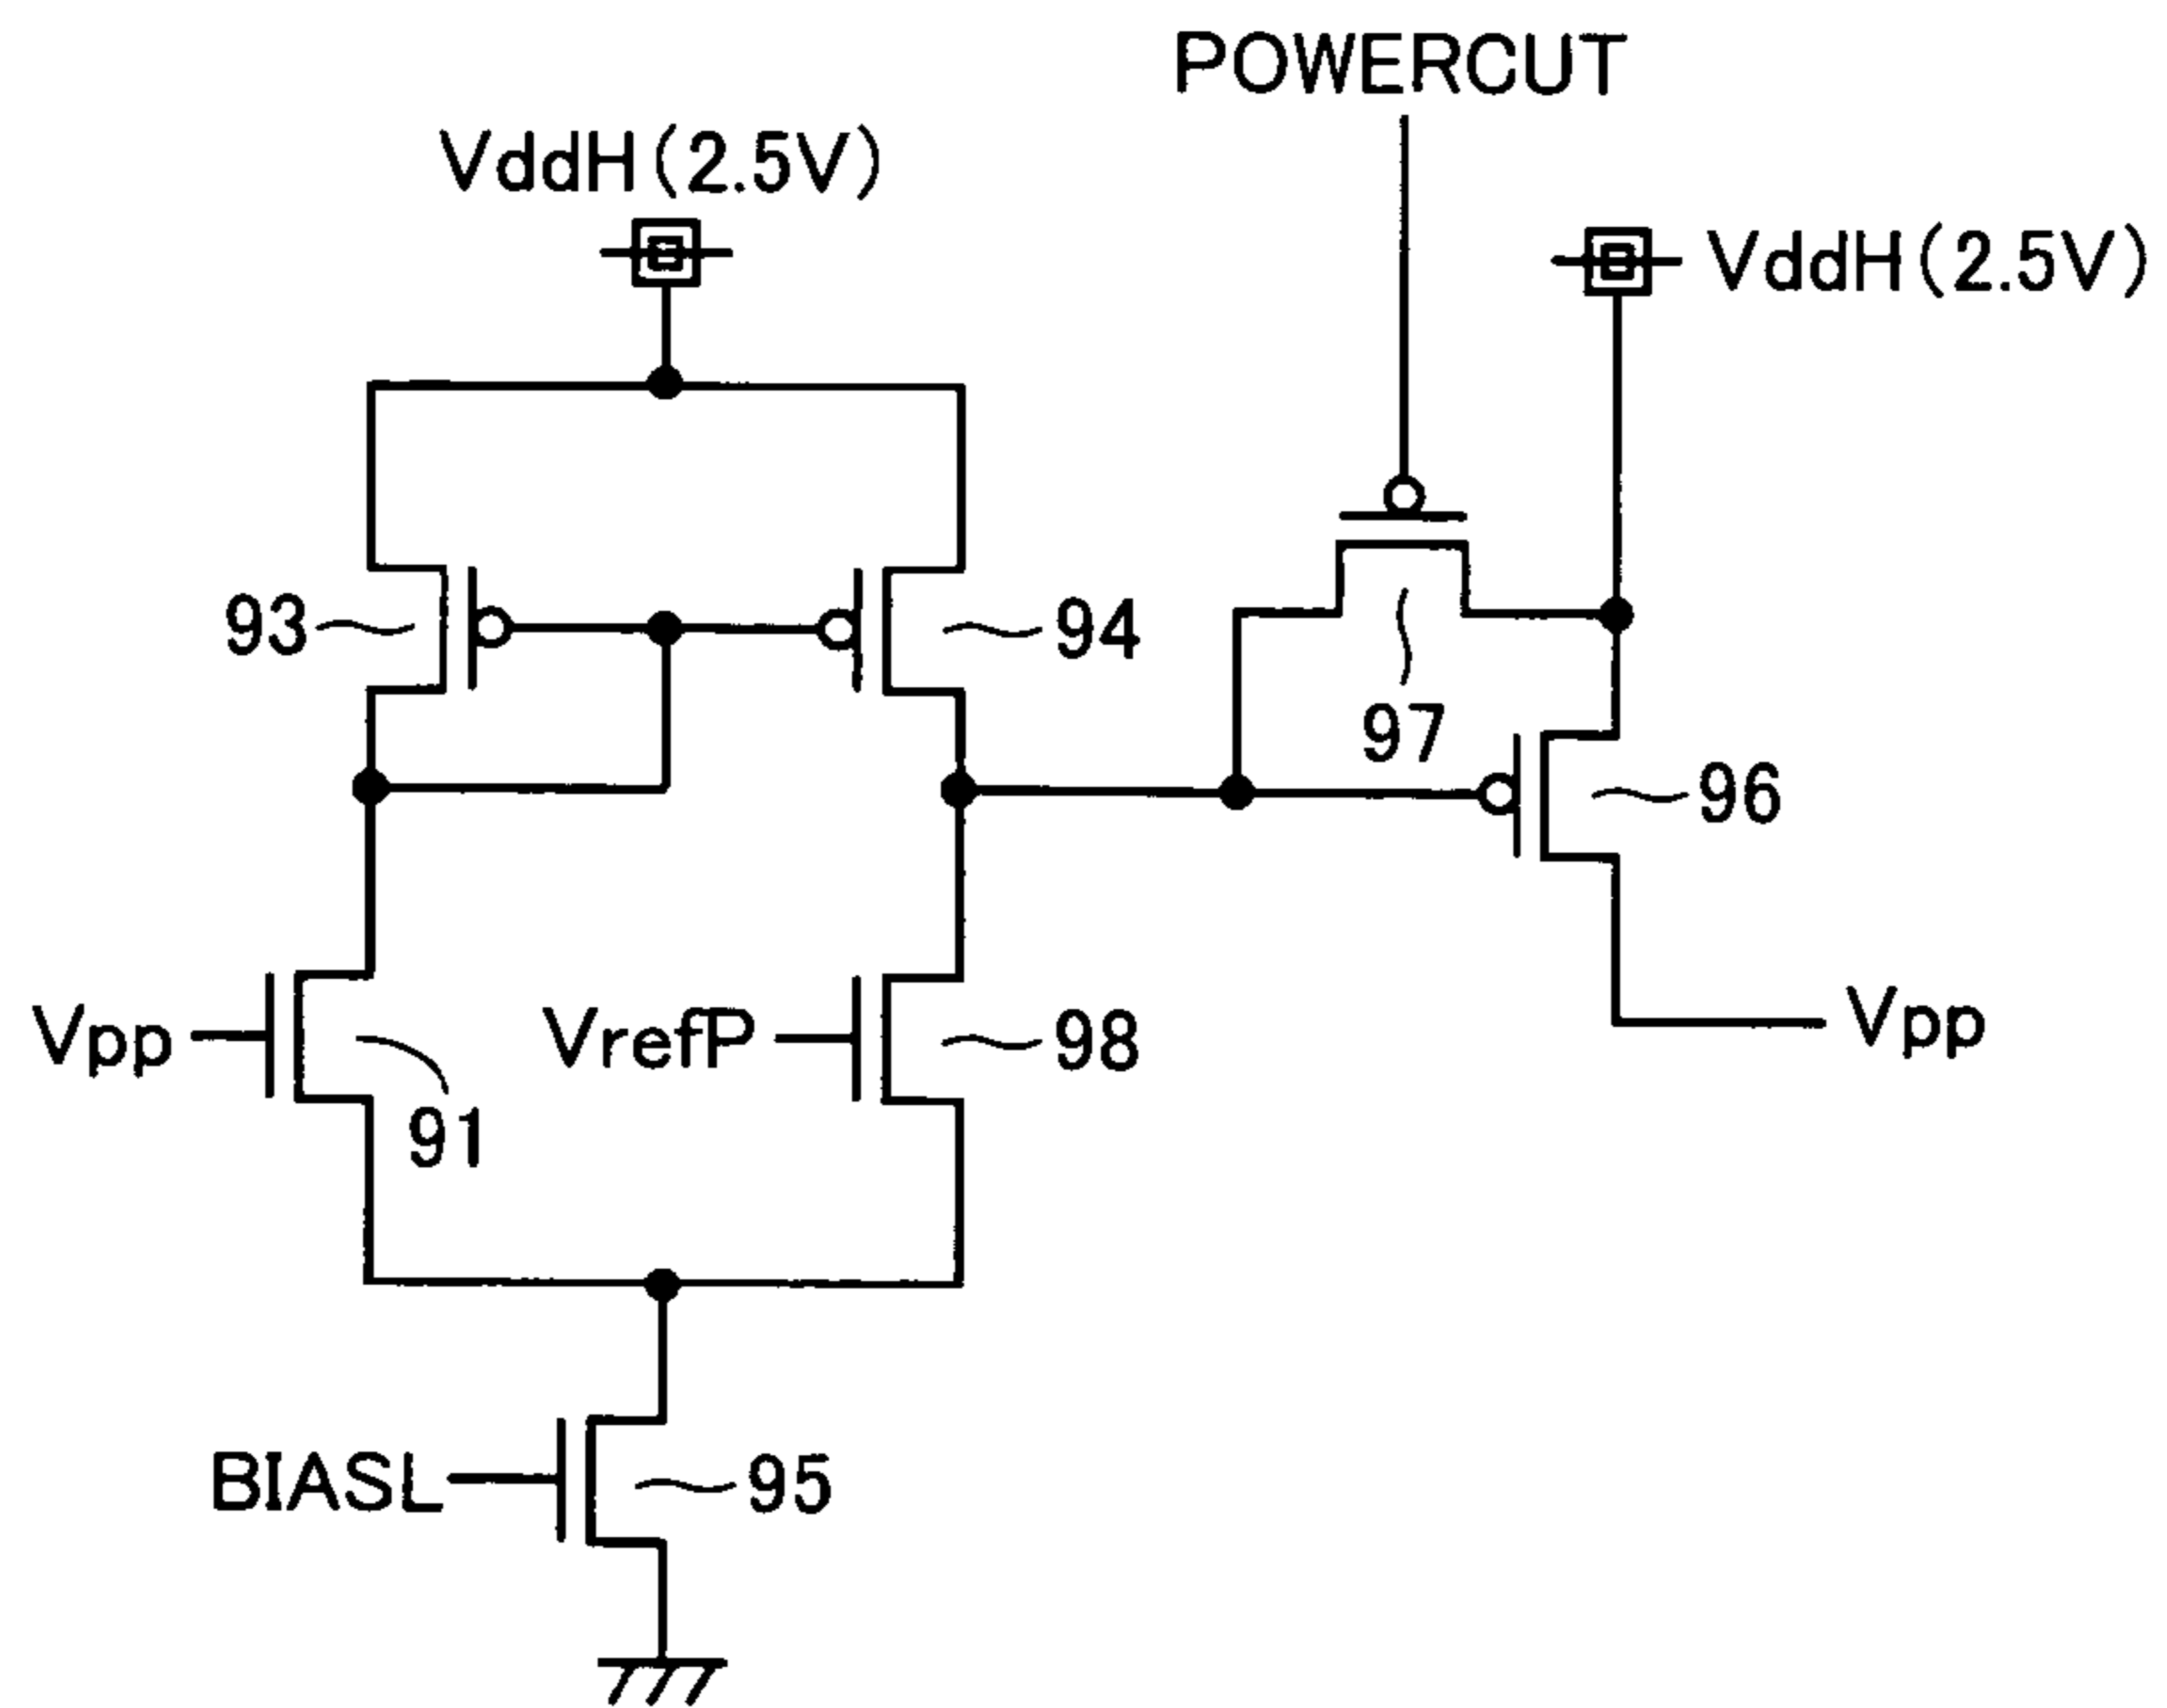 POWERCUT
VddH(2.5V)
VddH(2.5V)
93
94
97
96
Vpp
91
VrefP
98
Vpp
BIASL
95